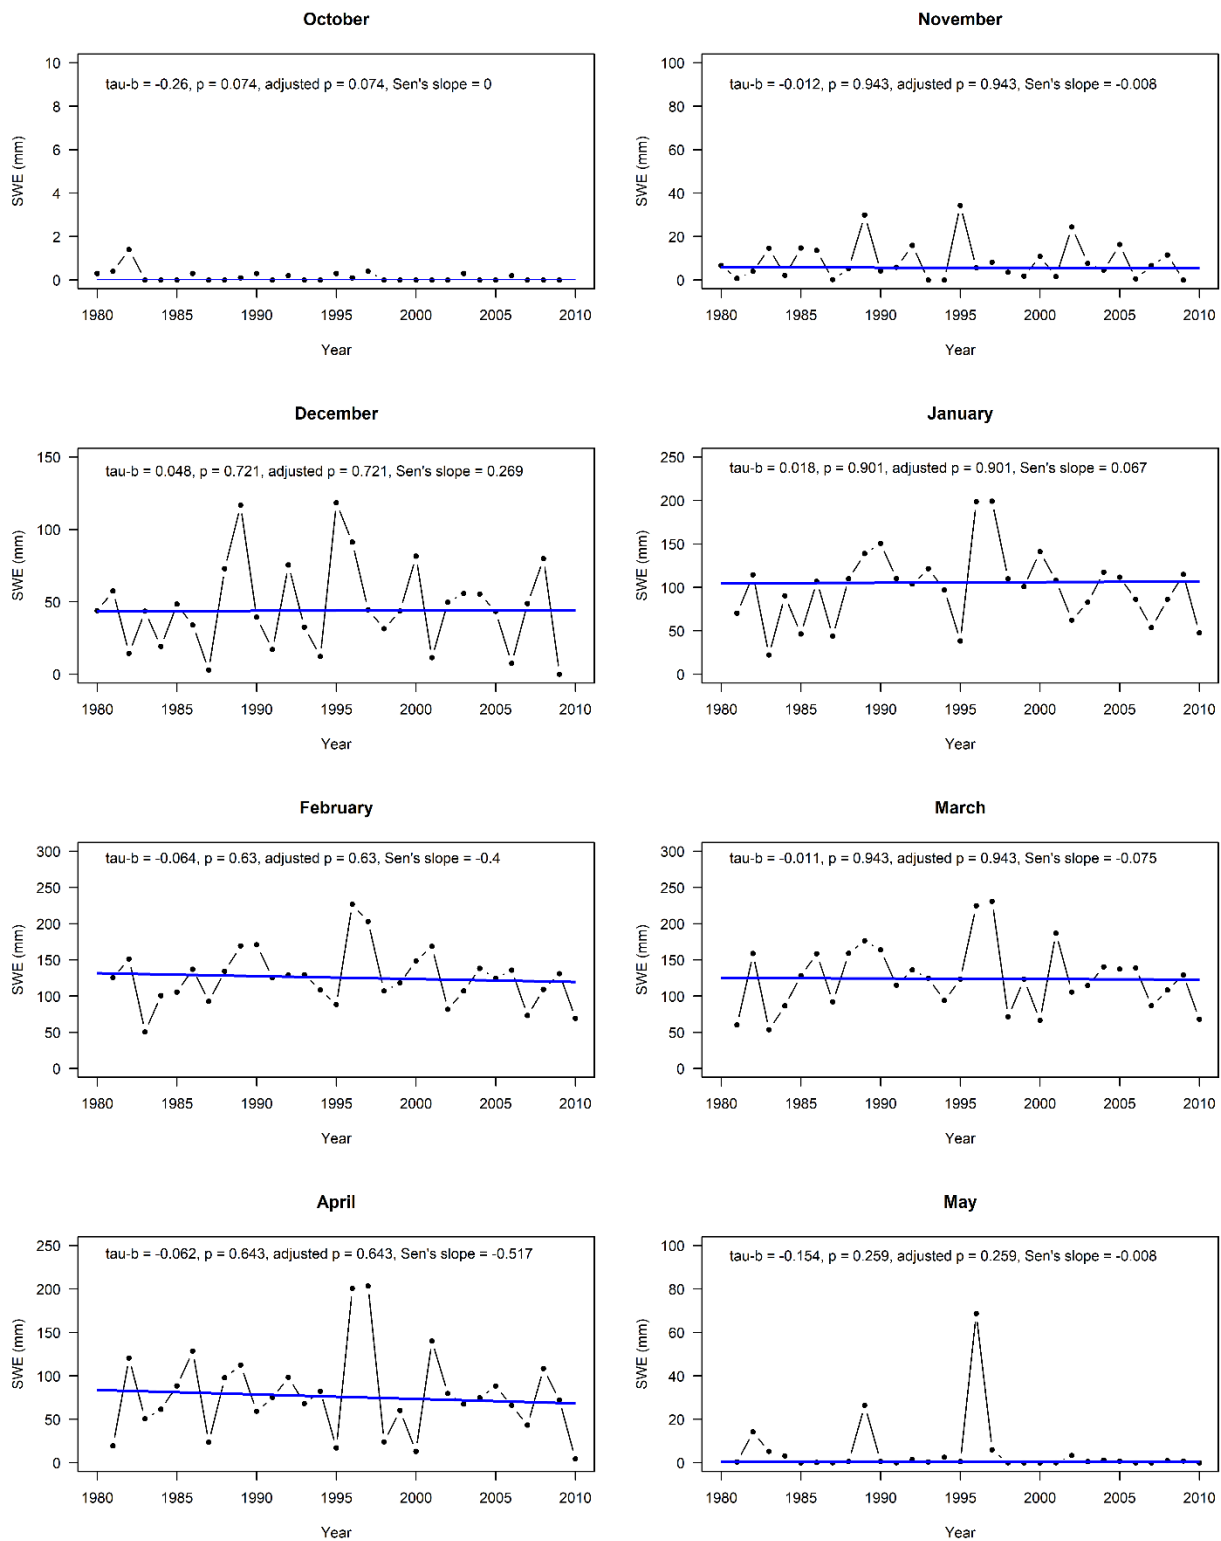 October
tau-b = -0.26, p = 0.074, adjusted p = 0.074, Sen's slope = 0
SWE (mm)
10
8
6
4
2
0
1980 1985 1990 1995 2000 2005 2010
Year
November
tau-b = -0.012, p = 0.943, adjusted p = 0.943, Sen's slope = -0.008
SWE (mm)
100
80
60
40
20
0
1980 1985 1990 1995 2000 2005 2010
Year
December
tau-b = 0.048, p = 0.721, adjusted p = 0.721, Sen's slope = 0.269
SWE (mm)
150
100
50
0
1980 1985 1990 1995 2000 2005 2010
Year
January
tau-b = 0.018, p = 0.901, adjusted p = 0.901, Sen's slope = 0.067
SWE (mm)
250
200
150
100
50
0
1980 1985 1990 1995 2000 2005 2010
Year
February
tau-b = -0.064, p = 0.63, adjusted p = 0.63, Sen's slope = -0.4
SWE (mm)
300
250
200
150
100
50
0
1980 1985 1990 1995 2000 2005 2010
Year
March
tau-b = -0.011, p = 0.943, adjusted p = 0.943, Sen's slope = -0.075
SWE (mm)
300
250
200
150
100
50
0
1980 1985 1990 1995 2000 2005 2010
Year
April
tau-b = -0.062, p = 0.643, adjusted p = 0.643, Sen's slope = -0.517
SWE (mm)
250
200
150
100
50
0
1980 1985 1990 1995 2000 2005 2010
Year
May
tau-b = -0.154, p = 0.259, adjusted p = 0.259, Sen's slope = -0.008
SWE (mm)
100
80
60
40
20
0
1980 1985 1990 1995 2000 2005 2010
Year